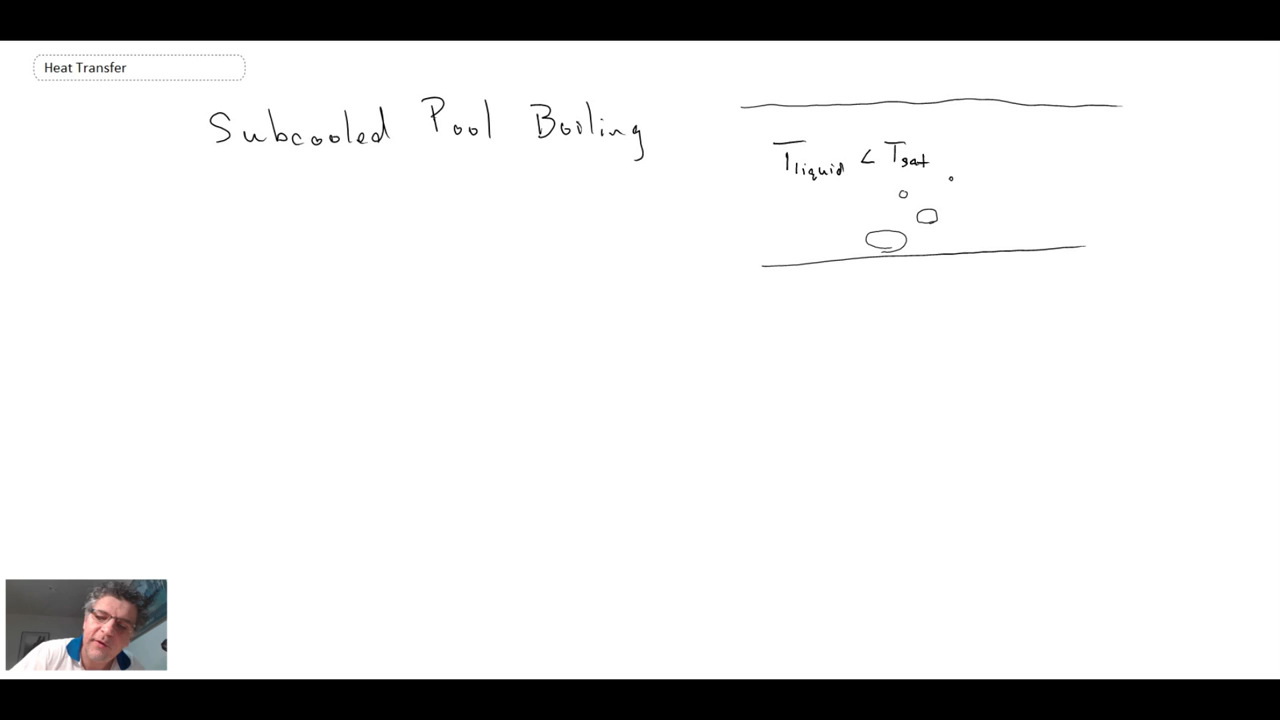 Heat Transfer
Subcooled Pool Boiling
Tliquid < Tsat